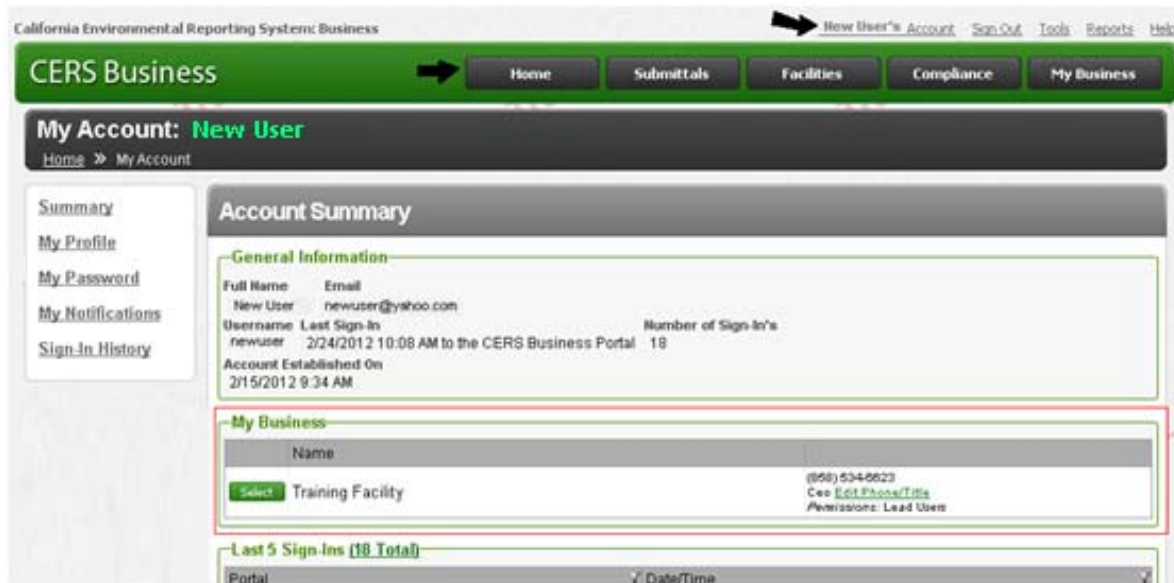 California Environmental Reporting System: Business
New User's Account Sign Out Tools Reports Help
CERS Business
Home Submittals Facilities Compliance My Business
My Account: New User
Home » My Account
Summary
My Profile
My Password
My Notifications
Sign-In History
Account Summary
General Information
Full Name Email
New User newuser@yahoo.com
Username Last Sign-In Number of Sign-In's
newuser 2/24/2012 10:08 AM to the CERS Business Portal 18
Account Established On
2/15/2012 9:34 AM
My Business
Name
Select Training Facility
(858) 534-6623
Ceo Edit Phone/Title
Permissions: Lead Users
Last 5 Sign-Ins (18 Total)
Portal Date/Time